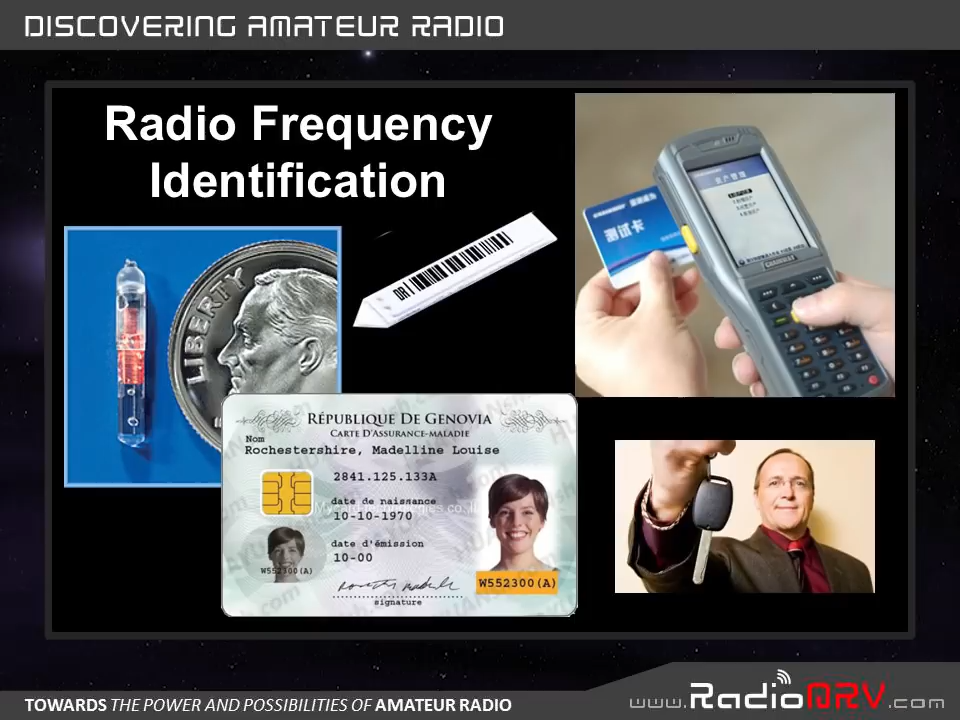 DISCOVERING AMATEUR RADIO
Radio Frequency
Identification
LIBERTY
RÉPUBLIQUE DE GENOVIA
CARTE D'ASSURANCE-MALADIE
Nom
Rochestershire, Madelline Louise
2841.125.133A
date de naissance
10-10-1970
date d'émission
10-00
W552300(A)
W552300(A)
signature
TOWARDS THE POWER AND POSSIBILITIES OF AMATEUR RADIO
www.RadioQRV.com